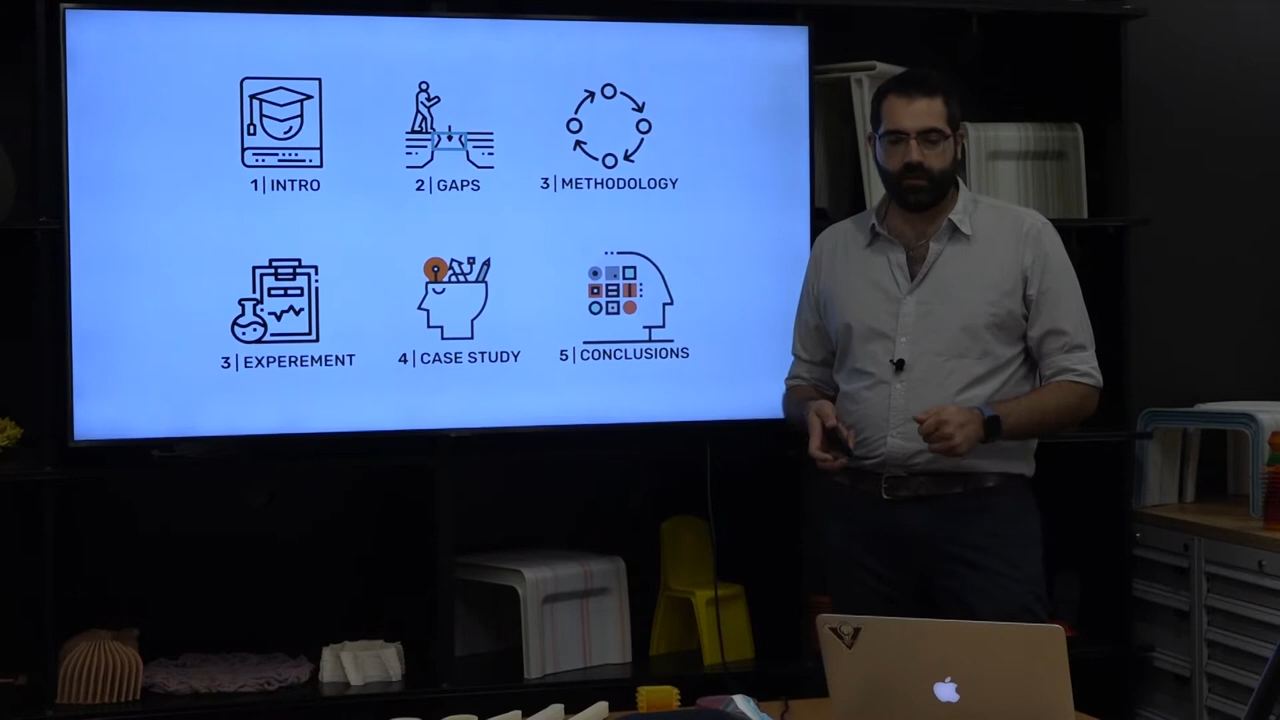 1 | INTRO
2 | GAPS
3 | METHODOLOGY
3 | EXPEREMENT
4 | CASE STUDY
5 | CONCLUSIONS